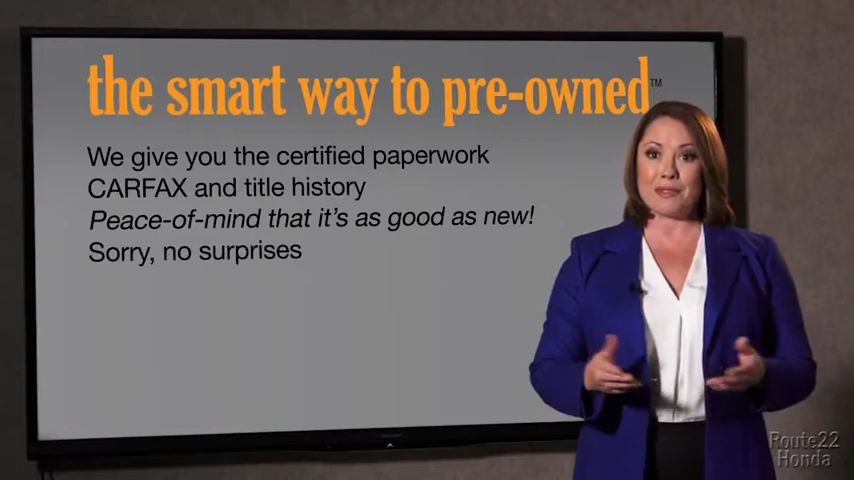 the smart way to pre-owned™
We give you the certified paperwork
CARFAX and title history
Peace-of-mind that it's as good as new!
Sorry, no surprises
Route22
Honda